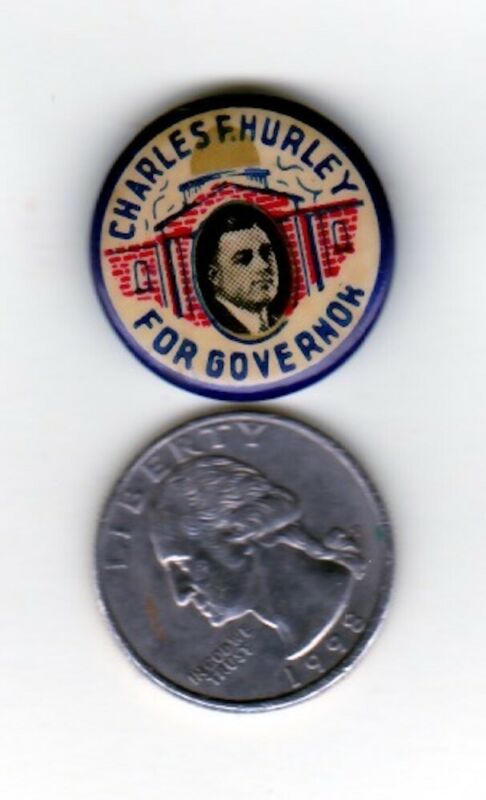 CHARLES F. HURLEY
FOR GOVERNOR
LIBERTY
IN GOD WE
TRUST
1998